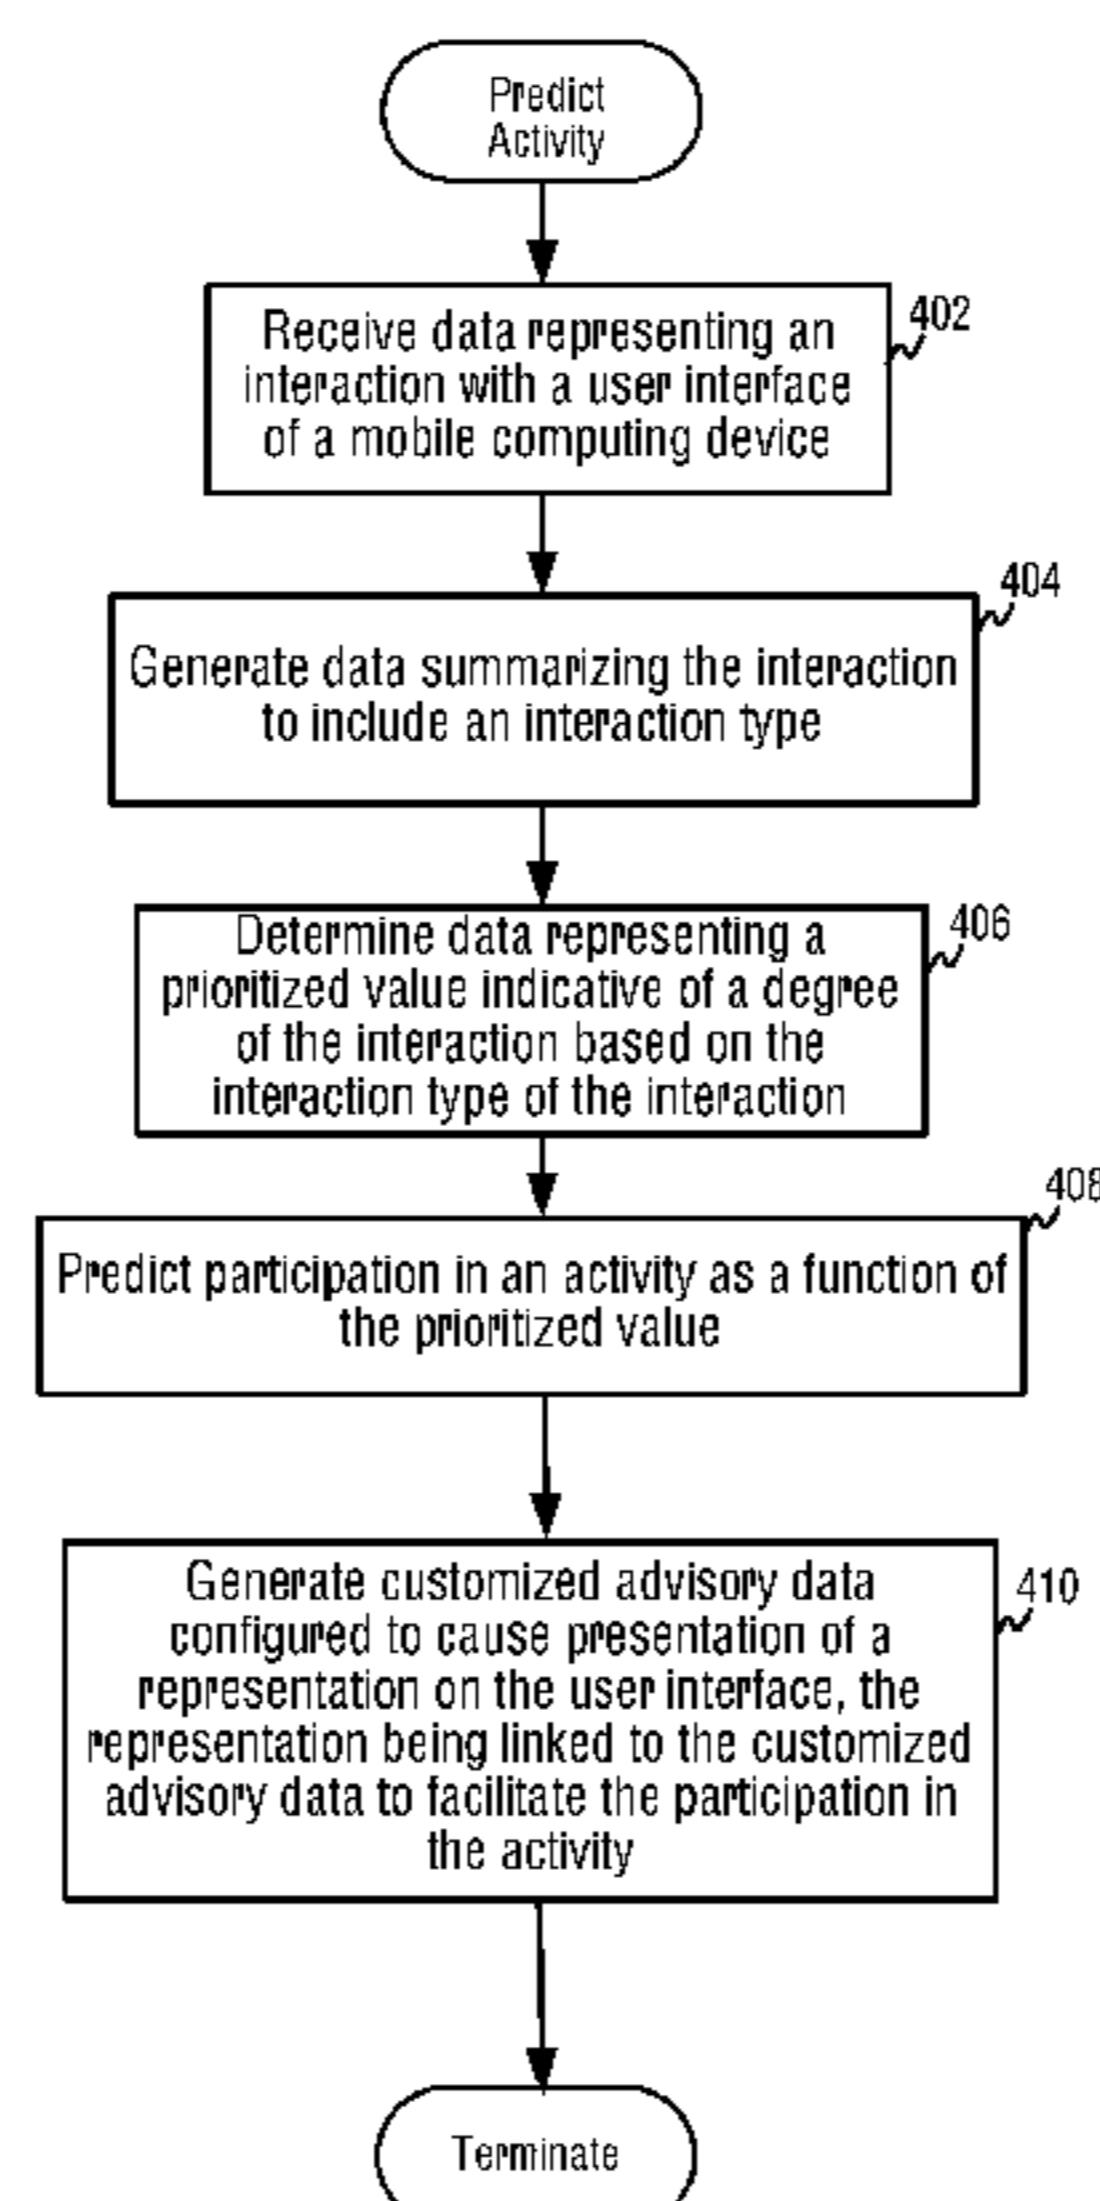 Predict
Activity
402
Receive data representing an
interaction with a user interface
of a mobile computing device
404
Generate data summarizing the interaction
to include an interaction type
406
Determine data representing a
prioritized value indicative of a degree
of the interaction based on the
interaction type of the interaction
408
Predict participation in an activity as a function of
the prioritized value
410
Generate customized advisory data
configured to cause presentation of a
representation on the user interface, the
representation being linked to the customized
advisory data to facilitate the participation in
the activity
Terminate